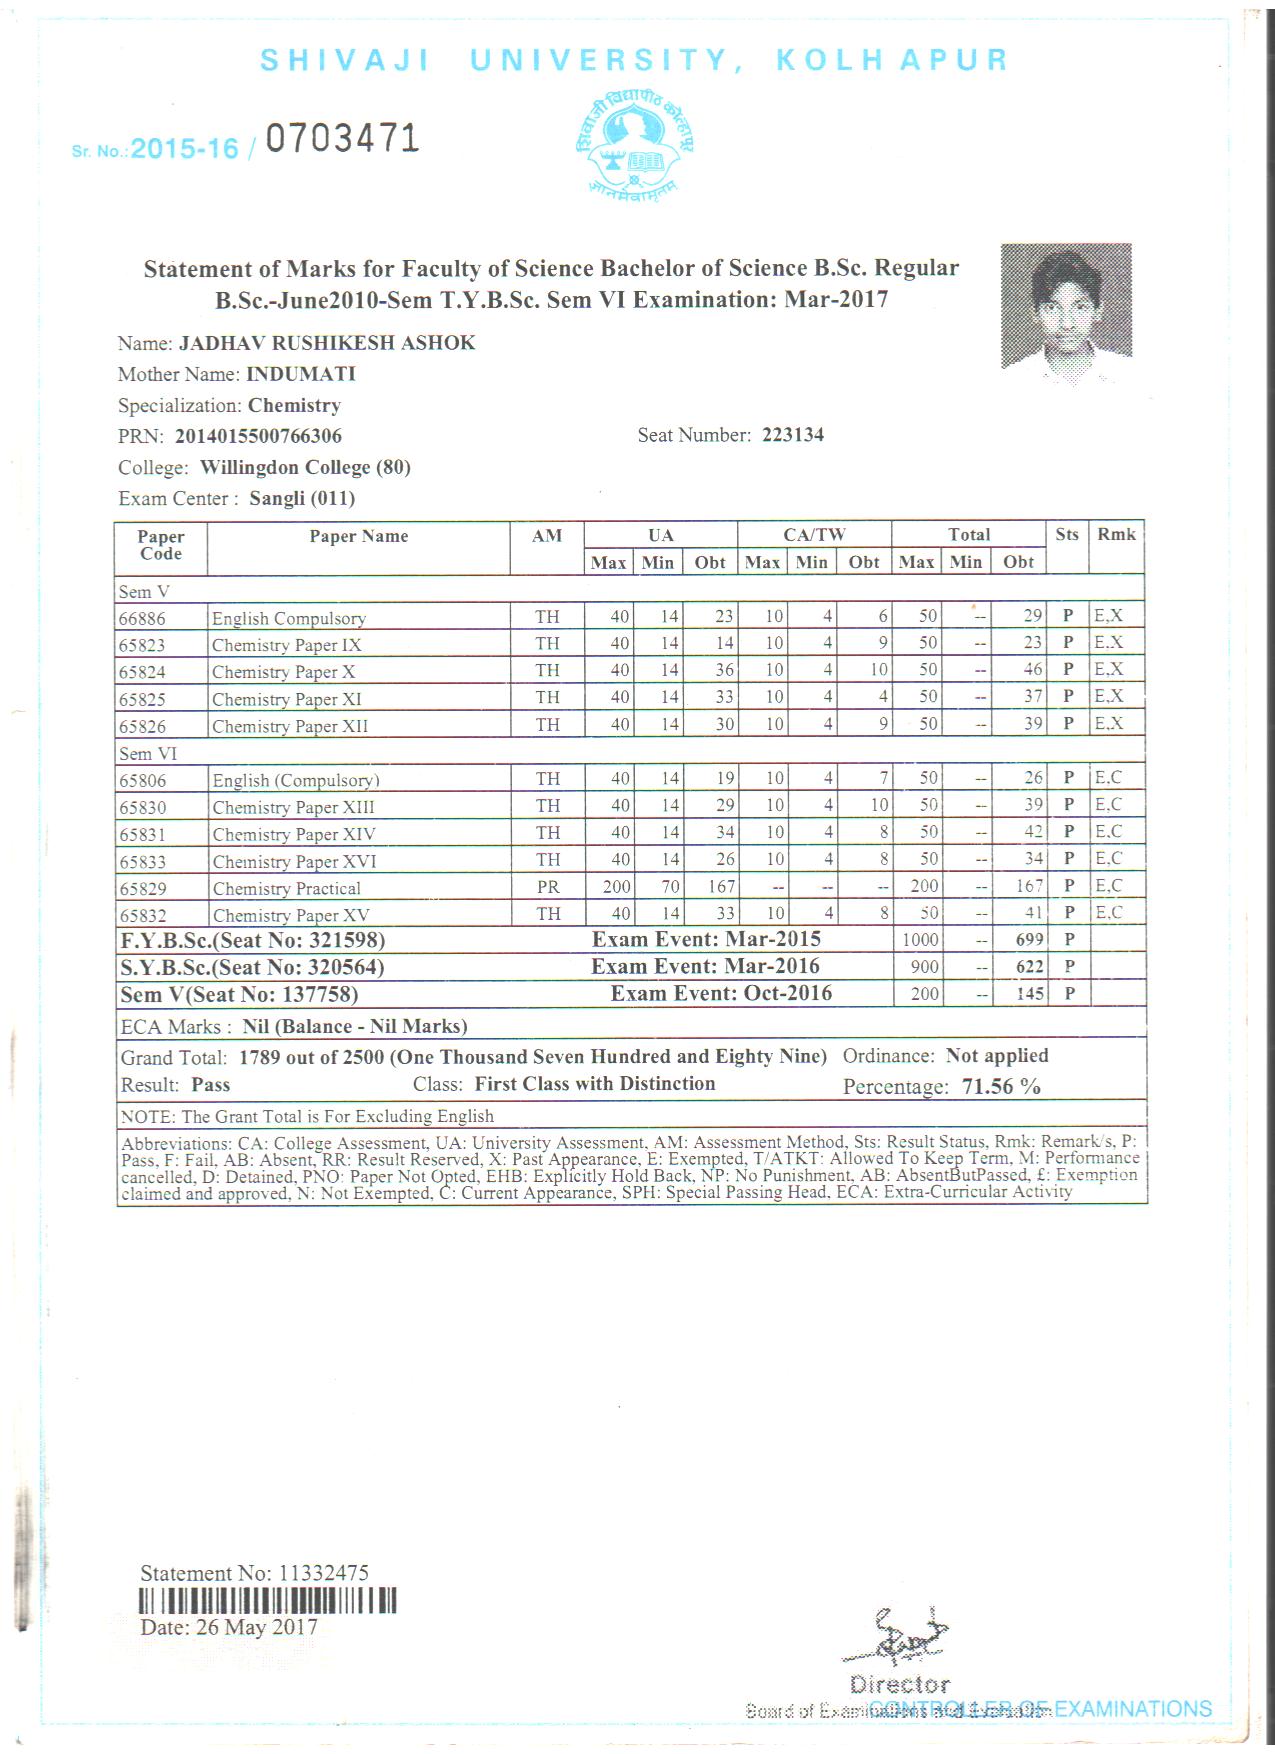 SHIVAJI UNIVERSITY, KOLHAPUR
Sr. No.: 2015-16 / 0703471
शिवाजी विद्यापीठ कोल्हापूर
ज्ञानमेवामृतम्
Statement of Marks for Faculty of Science Bachelor of Science B.Sc. Regular
B.Sc.-June2010-Sem T.Y.B.Sc. Sem VI Examination: Mar-2017
Name: JADHAV RUSHIKESH ASHOK
Mother Name: INDUMATI
Specialization: Chemistry
PRN: 2014015500766306 Seat Number: 223134
College: Willingdon College (80)
Exam Center : Sangli (011)
Paper Code Paper Name AM UA CA/TW Total Sts Rmk
Max Min Obt Max Min Obt Max Min Obt
Sem V
66886 English Compulsory TH 40 14 23 10 4 6 50 -- 29 P E,X
65823 Chemistry Paper IX TH 40 14 14 10 4 9 50 -- 23 P E,X
65824 Chemistry Paper X TH 40 14 36 10 4 10 50 -- 46 P E,X
65825 Chemistry Paper XI TH 40 14 33 10 4 4 50 -- 37 P E,X
65826 Chemistry Paper XII TH 40 14 30 10 4 9 50 -- 39 P E,X
Sem VI
65806 English (Compulsory) TH 40 14 19 10 4 7 50 -- 26 P E,C
65830 Chemistry Paper XIII TH 40 14 29 10 4 10 50 -- 39 P E,C
65831 Chemistry Paper XIV TH 40 14 34 10 4 8 50 -- 42 P E,C
65833 Chemistry Paper XVI TH 40 14 26 10 4 8 50 -- 34 P E,C
65829 Chemistry Practical PR 200 70 167 -- -- -- 200 -- 167 P E,C
65832 Chemistry Paper XV TH 40 14 33 10 4 8 50 -- 41 P E,C
F.Y.B.Sc.(Seat No: 321598) Exam Event: Mar-2015 1000 -- 699 P
S.Y.B.Sc.(Seat No: 320564) Exam Event: Mar-2016 900 -- 622 P
Sem V(Seat No: 137758) Exam Event: Oct-2016 200 -- 145 P
ECA Marks : Nil (Balance - Nil Marks)
Grand Total: 1789 out of 2500 (One Thousand Seven Hundred and Eighty Nine) Ordinance: Not applied
Result: Pass Class: First Class with Distinction Percentage: 71.56 %
NOTE: The Grant Total is For Excluding English
Abbreviations: CA: College Assessment, UA: University Assessment, AM: Assessment Method, Sts: Result Status, Rmk: Remark/s, P:
Pass, F: Fail, AB: Absent, RR: Result Reserved, X: Past Appearance, E: Exempted, T/ATKT: Allowed To Keep Term, M: Performance
cancelled, D: Detained, PNO: Paper Not Opted, EHB: Explicitly Hold Back, NP: No Punishment, AB: AbsentButPassed, £: Exemption
claimed and approved, N: Not Exempted, C: Current Appearance, SPH: Special Passing Head, ECA: Extra-Curricular Activity
Statement No: 11332475
Date: 26 May 2017
Director
Board of Examinations and Evaluation
CONTROLLER OF EXAMINATIONS